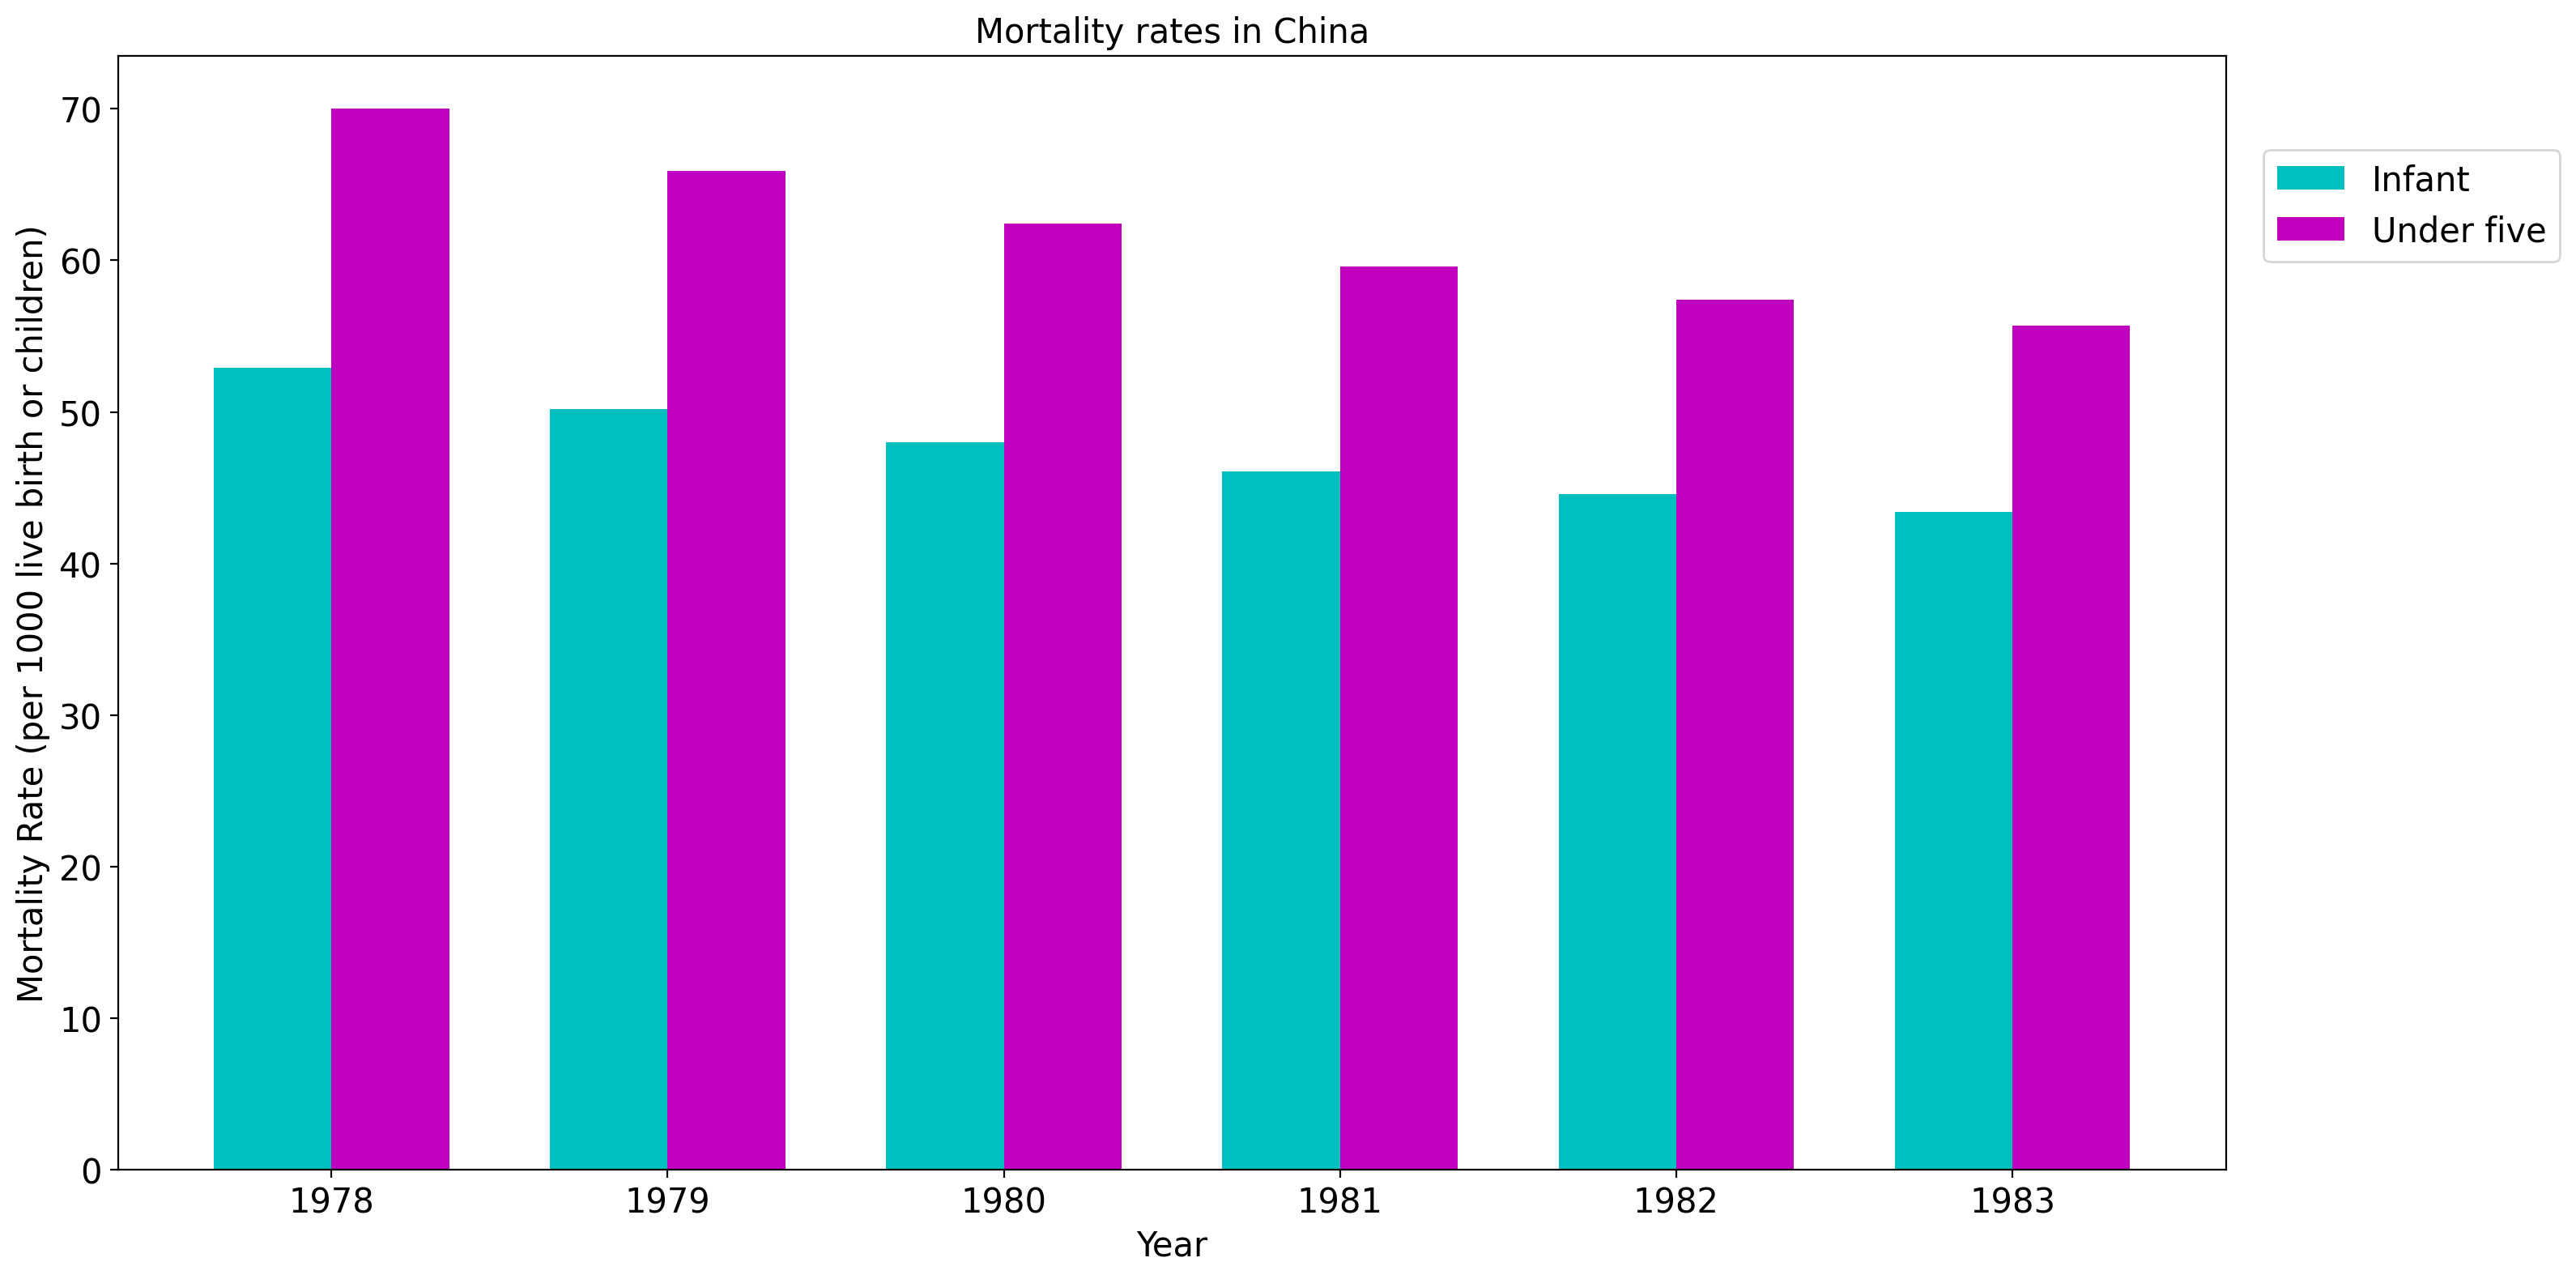 Mortality rates in China
Mortality Rate (per 1000 live birth or children)
70
60
50
40
30
20
10
0
1978 1979 1980 1981 1982 1983
Year
Infant
Under five